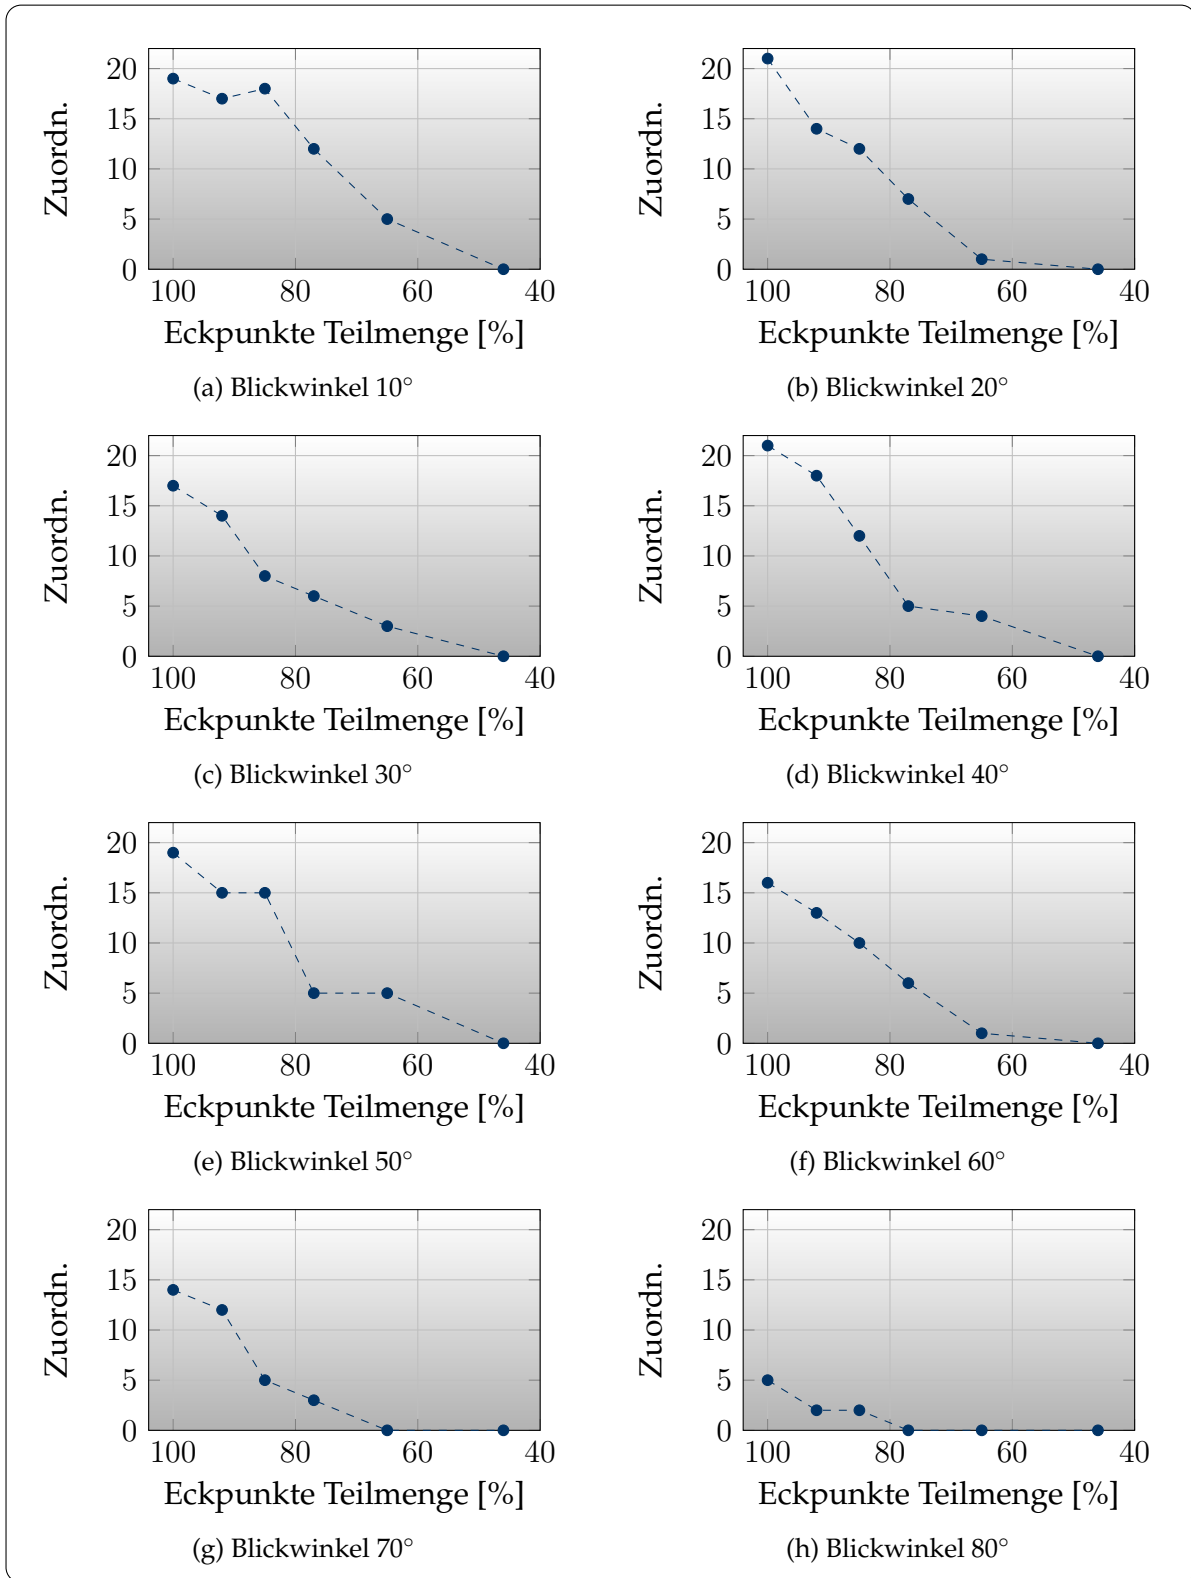 20
15
10
5
0
100 80 60 40
Zuordn.
Eckpunkte Teilmenge [%]
(a) Blickwinkel 10°
20
15
10
5
0
100 80 60 40
Zuordn.
Eckpunkte Teilmenge [%]
(b) Blickwinkel 20°
20
15
10
5
0
100 80 60 40
Zuordn.
Eckpunkte Teilmenge [%]
(c) Blickwinkel 30°
20
15
10
5
0
100 80 60 40
Zuordn.
Eckpunkte Teilmenge [%]
(d) Blickwinkel 40°
20
15
10
5
0
100 80 60 40
Zuordn.
Eckpunkte Teilmenge [%]
(e) Blickwinkel 50°
20
15
10
5
0
100 80 60 40
Zuordn.
Eckpunkte Teilmenge [%]
(f) Blickwinkel 60°
20
15
10
5
0
100 80 60 40
Zuordn.
Eckpunkte Teilmenge [%]
(g) Blickwinkel 70°
20
15
10
5
0
100 80 60 40
Zuordn.
Eckpunkte Teilmenge [%]
(h) Blickwinkel 80°